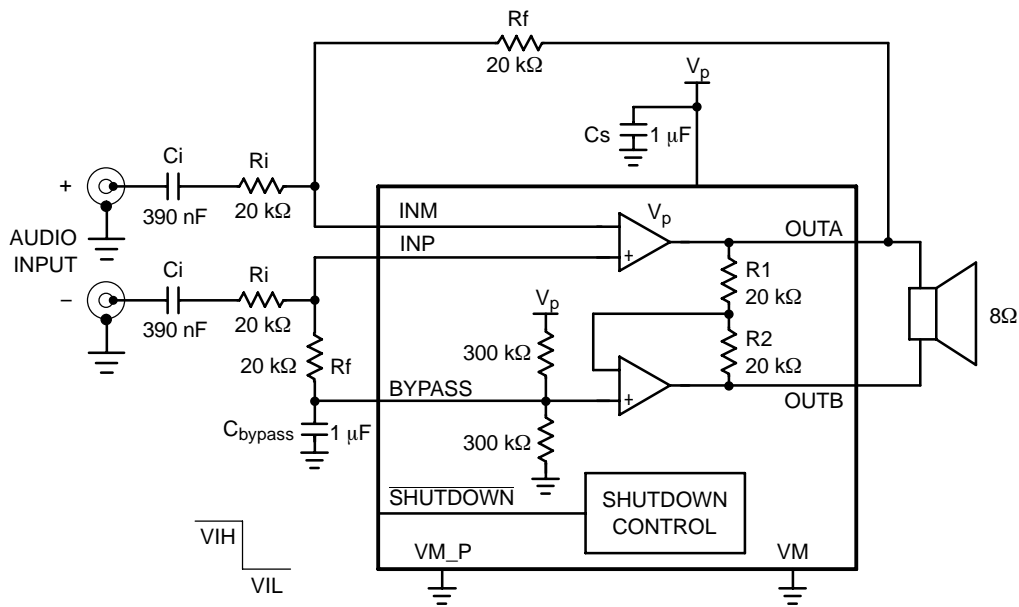 Rf
20 kΩ
Vp
Cs
1 μF
Ci
Ri
+
390 nF
20 kΩ
AUDIO
INPUT
INM
INP
Vp
+
OUTA
R1
20 kΩ
Ci
Ri
−
390 nF
20 kΩ
Vp
R2
20 kΩ
8Ω
20 kΩ
Rf
300 kΩ
BYPASS
+
OUTB
Cbypass
1 μF
300 kΩ
SHUTDOWN
SHUTDOWN
CONTROL
VIH
VIL
VM_P
VM